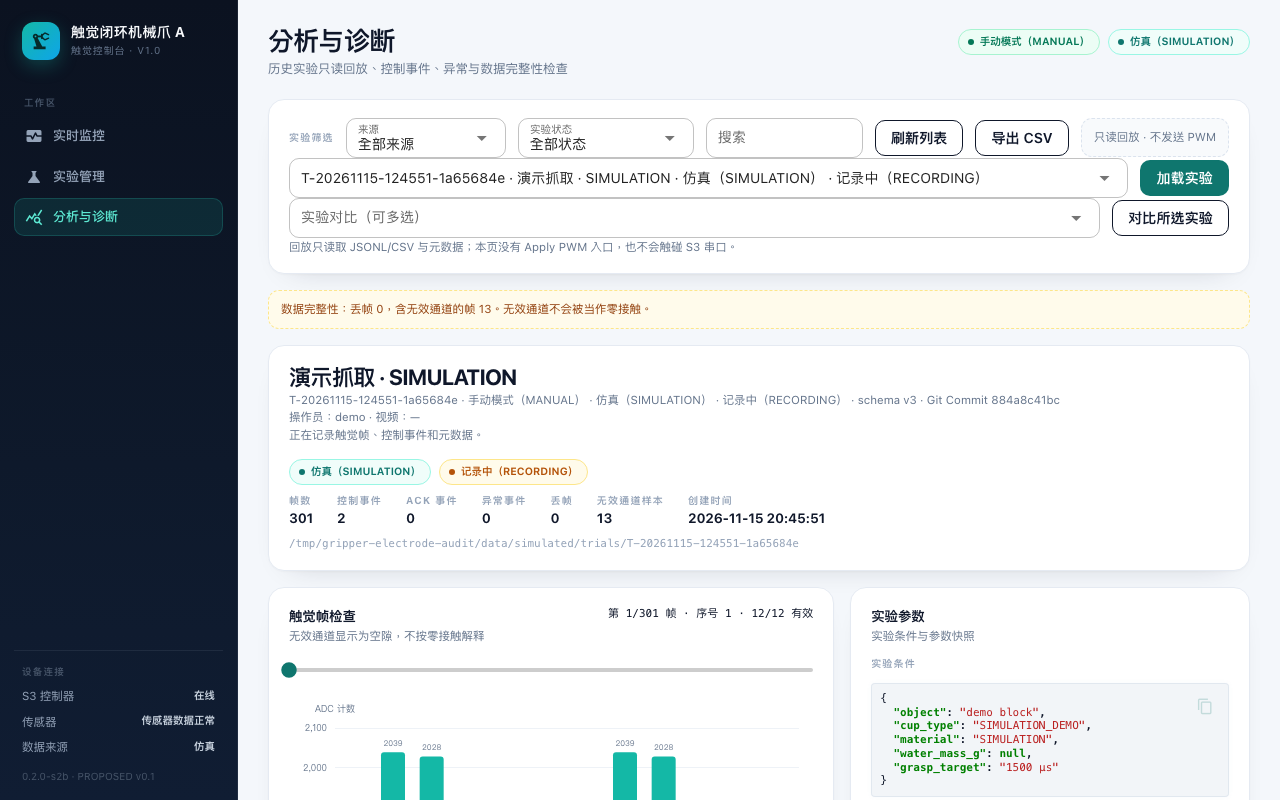 触觉闭环机械爪 A
触觉控制台 · V1.0
工作区
实时监控
实验管理
分析与诊断
设备连接
S3 控制器 在线
传感器 传感器数据正常
数据来源 仿真
0.2.0-s2b · PROPOSED v0.1
分析与诊断
历史实验只读回放、控制事件、异常与数据完整性检查
手动模式（MANUAL）
仿真（SIMULATION）
实验筛选
来源
全部来源
实验状态
全部状态
搜索
刷新列表
导出 CSV
只读回放 · 不发送 PWM
T-20261115-124551-1a65684e · 演示抓取 · SIMULATION · 仿真（SIMULATION） · 记录中（RECORDING）
加载实验
实验对比（可多选）
对比所选实验
回放只读取 JSONL/CSV 与元数据；本页没有 Apply PWM 入口，也不会触碰 S3 串口。
数据完整性：丢帧 0，含无效通道的帧 13。无效通道不会被当作零接触。
演示抓取 · SIMULATION
T-20261115-124551-1a65684e · 手动模式（MANUAL） · 仿真（SIMULATION） · 记录中（RECORDING） · schema v3 · Git Commit 884a8c41bc
操作员：demo · 视频：—
正在记录触觉帧、控制事件和元数据。
仿真（SIMULATION）
记录中（RECORDING）
帧数 控制事件 ACK 事件 异常事件 丢帧 无效通道样本 创建时间
301 2 0 0 0 13 2026-11-15 20:45:51
/tmp/gripper-electrode-audit/data/simulated/trials/T-20261115-124551-1a65684e
触觉帧检查
第 1/301 帧 · 序号 1 · 12/12 有效
无效通道显示为空隙，不按零接触解释
ADC 计数
2,100
2039 2028 2039 2028
2,000
实验参数
实验条件与参数快照
实验条件
{
"object": "demo block",
"cup_type": "SIMULATION_DEMO",
"material": "SIMULATION",
"water_mass_g": null,
"grasp_target": "1500 µs"
}